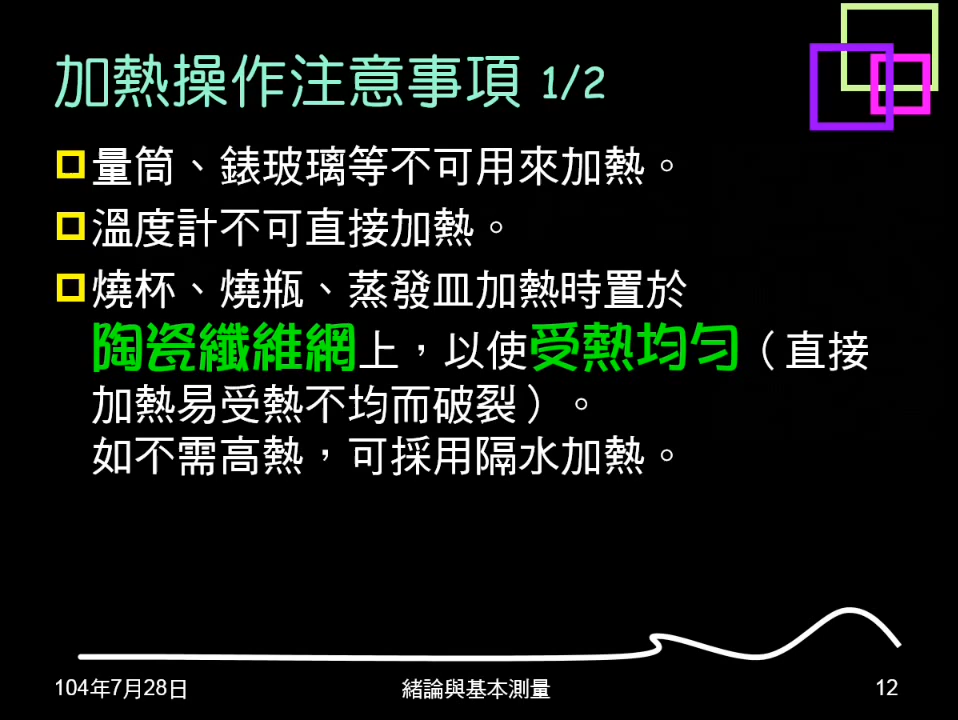 加熱操作注意事項 1/2
量筒、錶玻璃等不可用來加熱。
溫度計不可直接加熱。
燒杯、燒瓶、蒸發皿加熱時置於
陶瓷纖維網上，以使受熱均勻（直接
加熱易受熱不均而破裂）。
如不需高熱，可採用隔水加熱。
104年7月28日
緒論與基本測量
12